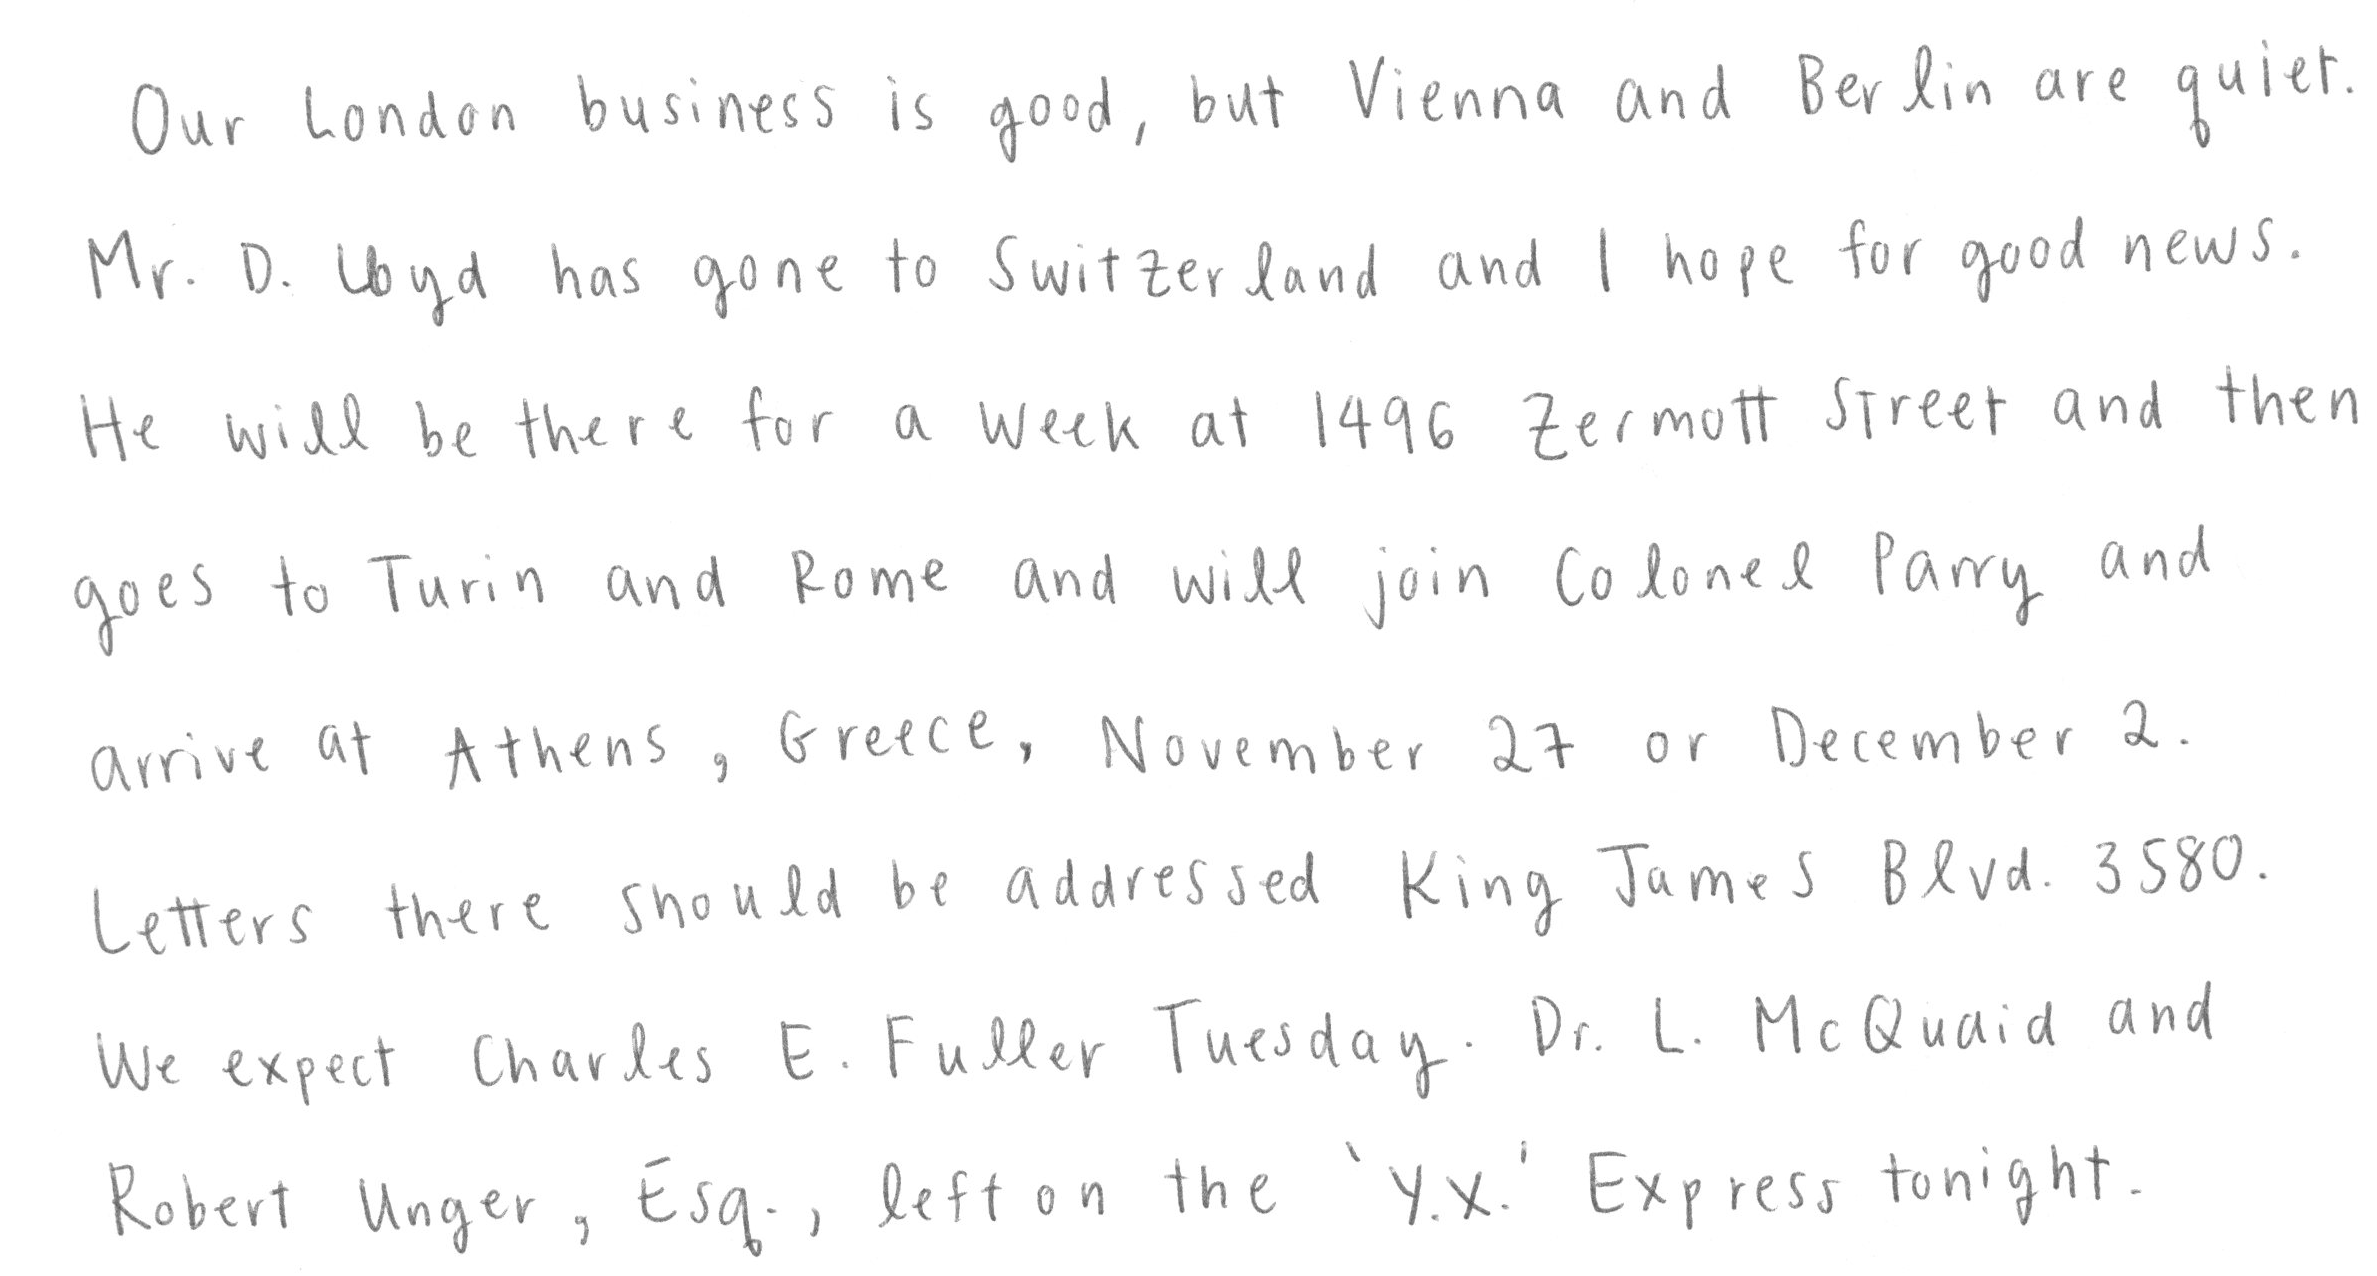 Our London business is good, but Vienna and Berlin are quiet.
Mr. D. Lloyd has gone to Switzerland and I hope for good news.
He will be there for a week at 1496 Zermott Street and then
goes to Turin and Rome and will join Colonel Parry and
arrive at Athens, Greece, November 27 or December 2.
Letters there should be addressed King James Blvd. 3580.
We expect Charles E. Fuller Tuesday. Dr. L. McQuaid and
Robert Unger, Esq., left on the 'Y.X.' Express tonight.